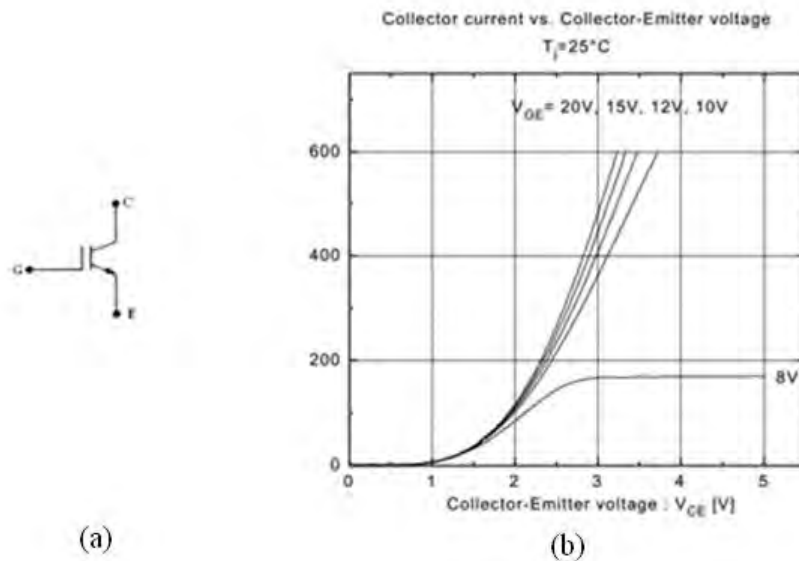 Collector current vs. Collector-Emitter voltage
Tj=25°C
VGE= 20V, 15V, 12V, 10V
600
400
200
0
8V
0 1 2 3 4 5
Collector-Emitter voltage : VCE [V]
C
G
E
(a)
(b)